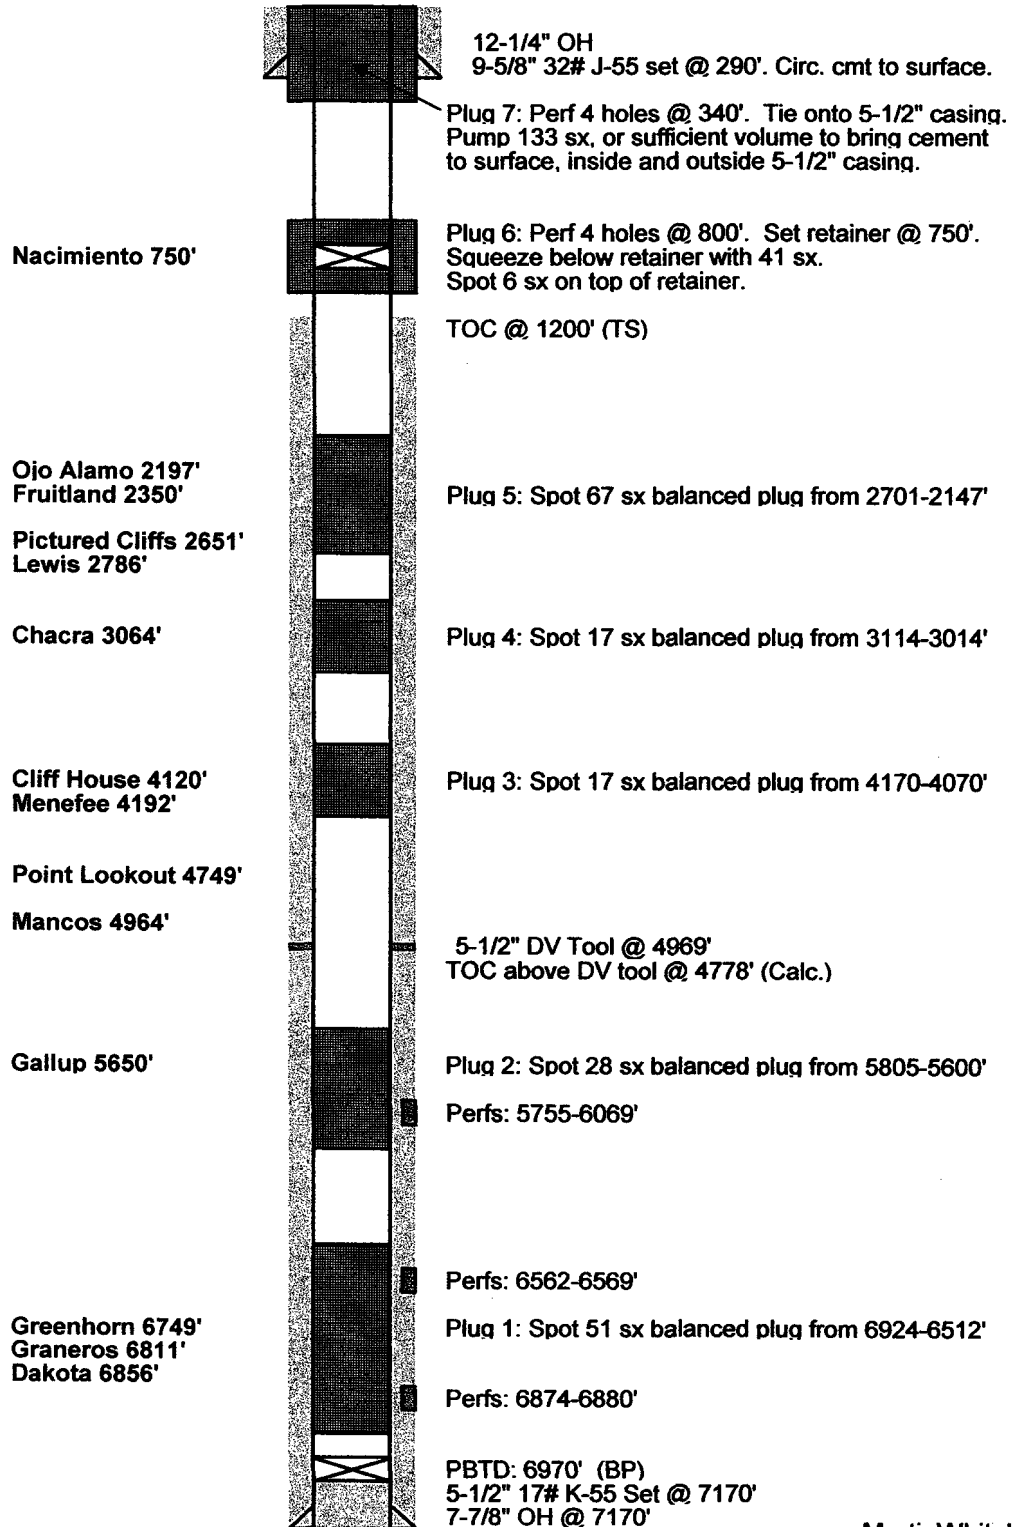 12-1/4" OH
9-5/8" 32# J-55 set @ 290'. Circ. cmt to surface.
Plug 7: Perf 4 holes @ 340'. Tie onto 5-1/2" casing.
Pump 133 sx, or sufficient volume to bring cement
to surface, inside and outside 5-1/2" casing.
Nacimiento 750'
Plug 6: Perf 4 holes @ 800'. Set retainer @ 750'.
Squeeze below retainer with 41 sx.
Spot 6 sx on top of retainer.
TOC @ 1200' (TS)
Ojo Alamo 2197'
Fruitland 2350'
Plug 5: Spot 67 sx balanced plug from 2701-2147'
Pictured Cliffs 2651'
Lewis 2786'
Chacra 3064'
Plug 4: Spot 17 sx balanced plug from 3114-3014'
Cliff House 4120'
Menefee 4192'
Plug 3: Spot 17 sx balanced plug from 4170-4070'
Point Lookout 4749'
Mancos 4964'
5-1/2" DV Tool @ 4969'
TOC above DV tool @ 4778' (Calc.)
Gallup 5650'
Plug 2: Spot 28 sx balanced plug from 5805-5600'
Perfs: 5755-6069'
Perfs: 6562-6569'
Greenhorn 6749'
Graneros 6811'
Dakota 6856'
Plug 1: Spot 51 sx balanced plug from 6924-6512'
Perfs: 6874-6880'
PBTD: 6970' (BP)
5-1/2" 17# K-55 Set @ 7170'
7-7/8" OH @ 7170'